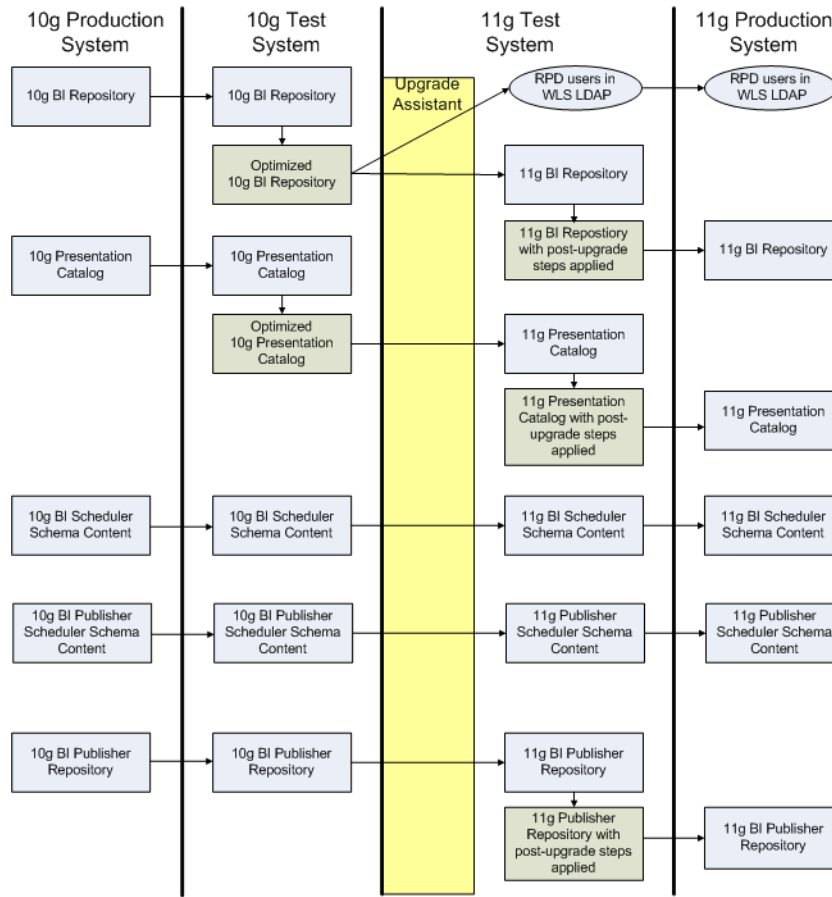 10g Production
System
10g Test
System
11g Test
System
11g Production
System
Upgrade
Assistant
10g BI Repository
10g BI Repository
RPD users in
WLS LDAP
RPD users in
WLS LDAP
Optimized
10g BI Repository
11g BI Repository
11g BI Repostiory
with post-upgrade
steps applied
11g BI Repository
10g Presentation
Catalog
10g Presentation
Catalog
Optimized
10g Presentation
Catalog
11g Presentation
Catalog
11g Presentation
Catalog with post-
upgrade steps
applied
11g Presentation
Catalog
10g BI Scheduler
Schema Content
10g BI Scheduler
Schema Content
11g BI Scheduler
Schema Content
11g BI Scheduler
Schema Content
10g BI Publisher
Scheduler Schema
Content
10g BI Publisher
Scheduler Schema
Content
11g Publisher
Scheduler Schema
Content
11g Publisher
Scheduler Schema
Content
10g BI Publisher
Repository
10g BI Publisher
Repository
11g BI Publisher
Repository
11g Publisher
Repository with
post-upgrade steps
applied
11g BI Publisher
Repository